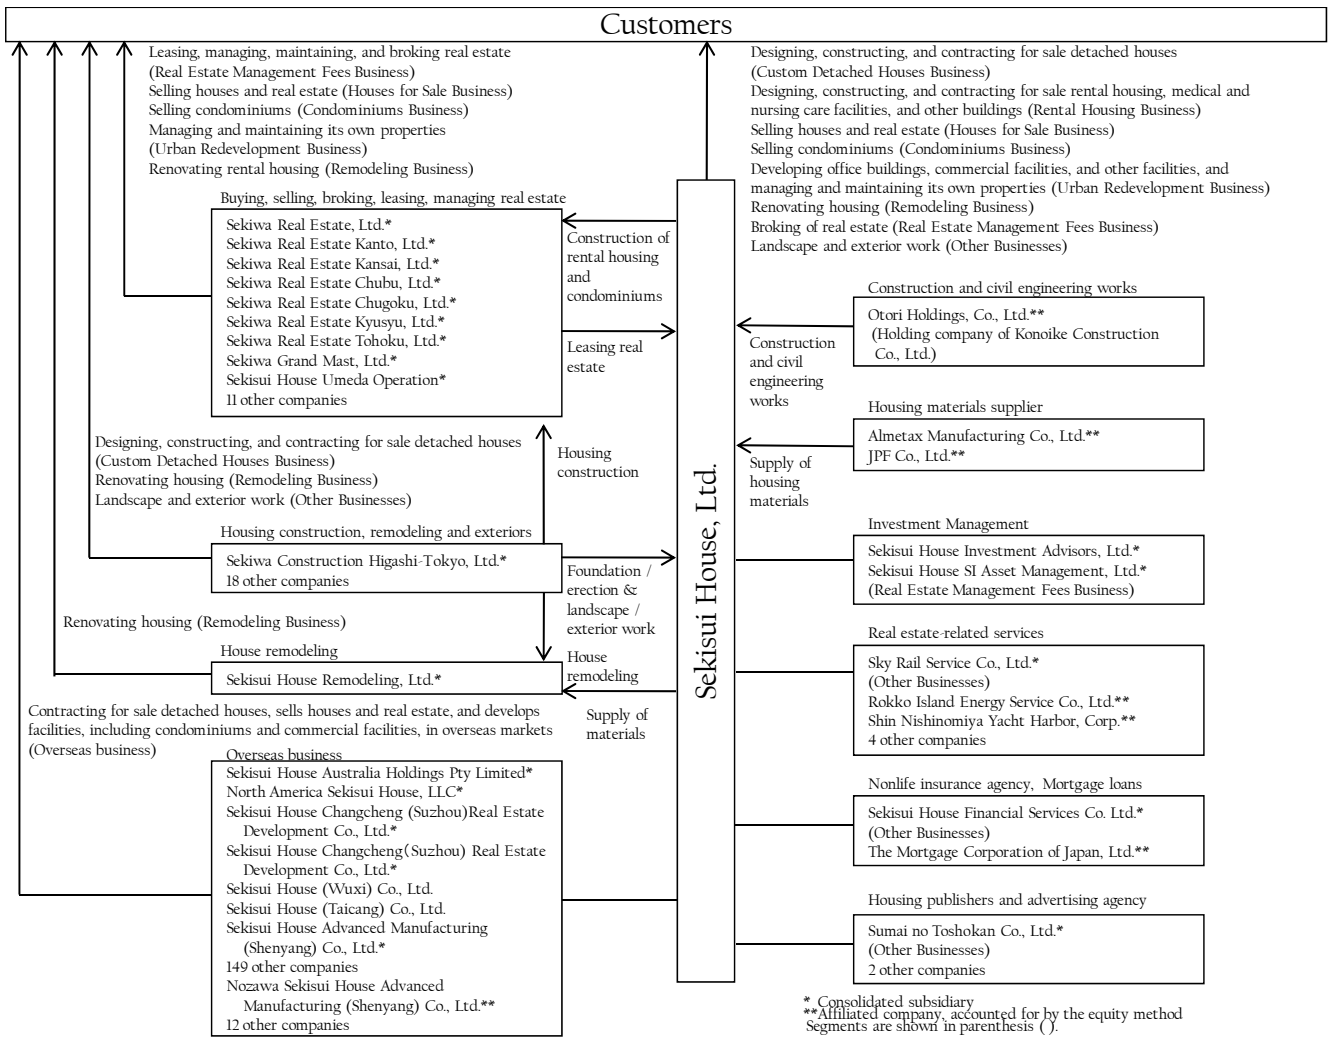 Customers
Leasing, managing, maintaining, and broking real estate
(Real Estate Management Fees Business)
Selling houses and real estate (Houses for Sale Business)
Selling condominiums (Condominiums Business)
Managing and maintaining its own properties
(Urban Redevelopment Business)
Renovating rental housing (Remodeling Business)
Buying, selling, broking, leasing, managing real estate
Sekiwa Real Estate, Ltd.*
Sekiwa Real Estate Kanto, Ltd.*
Sekiwa Real Estate Kansai, Ltd.*
Sekiwa Real Estate Chubu, Ltd.*
Sekiwa Real Estate Chugoku, Ltd.*
Sekiwa Real Estate Kyusyu, Ltd.*
Sekiwa Real Estate Tohoku, Ltd.*
Sekiwa Grand Mast, Ltd.*
Sekisui House Umeda Operation*
11 other companies
Construction of
rental housing
and
condominiums
Leasing real
estate
Designing, constructing, and contracting for sale detached houses
(Custom Detached Houses Business)
Renovating housing (Remodeling Business)
Landscape and exterior work (Other Businesses)
Housing
construction
Housing construction, remodeling and exteriors
Sekiwa Construction Higashi-Tokyo, Ltd.*
18 other companies
Foundation /
erection &
landscape /
exterior work
Renovating housing (Remodeling Business)
House remodeling
Sekisui House Remodeling, Ltd.*
House
remodeling
Supply of
materials
Contracting for sale detached houses, sells houses and real estate, and develops
facilities, including condominiums and commercial facilities, in overseas markets
(Overseas business)
Overseas business
Sekisui House Australia Holdings Pty Limited*
North America Sekisui House, LLC*
Sekisui House Changcheng (Suzhou)Real Estate
Development Co., Ltd.*
Sekisui House Changcheng(Suzhou) Real Estate
Development Co., Ltd.*
Sekisui House (Wuxi) Co., Ltd.
Sekisui House (Taicang) Co., Ltd.
Sekisui House Advanced Manufacturing
(Shenyang) Co., Ltd.*
149 other companies
Nozawa Sekisui House Advanced
Manufacturing (Shenyang) Co., Ltd.**
12 other companies
Sekisui House, Ltd.
Designing, constructing, and contracting for sale detached houses
(Custom Detached Houses Business)
Designing, constructing, and contracting for sale rental housing, medical and
nursing care facilities, and other buildings (Rental Housing Business)
Selling houses and real estate (Houses for Sale Business)
Selling condominiums (Condominiums Business)
Developing office buildings, commercial facilities, and other facilities, and
managing and maintaining its own properties (Urban Redevelopment Business)
Renovating housing (Remodeling Business)
Broking of real estate (Real Estate Management Fees Business)
Landscape and exterior work (Other Businesses)
Construction and civil engineering works
Otori Holdings, Co., Ltd.**
(Holding company of Konoike Construction
Co., Ltd.)
Construction
and civil
engineering
works
Housing materials supplier
Almetax Manufacturing Co., Ltd.**
JPF Co., Ltd.**
Supply of
housing
materials
Investment Management
Sekisui House Investment Advisors, Ltd.*
Sekisui House SI Asset Management, Ltd.*
(Real Estate Management Fees Business)
Real estate-related services
Sky Rail Service Co., Ltd.*
(Other Businesses)
Rokko Island Energy Service Co., Ltd.**
Shin Nishinomiya Yacht Harbor, Corp.**
4 other companies
Nonlife insurance agency, Mortgage loans
Sekisui House Financial Services Co. Ltd.*
(Other Businesses)
The Mortgage Corporation of Japan, Ltd.**
Housing publishers and advertising agency
Sumai no Toshokan Co., Ltd.*
(Other Businesses)
2 other companies
* Consolidated subsidiary
**Affiliated company, accounted for by the equity method
Segments are shown in parenthesis ( ).